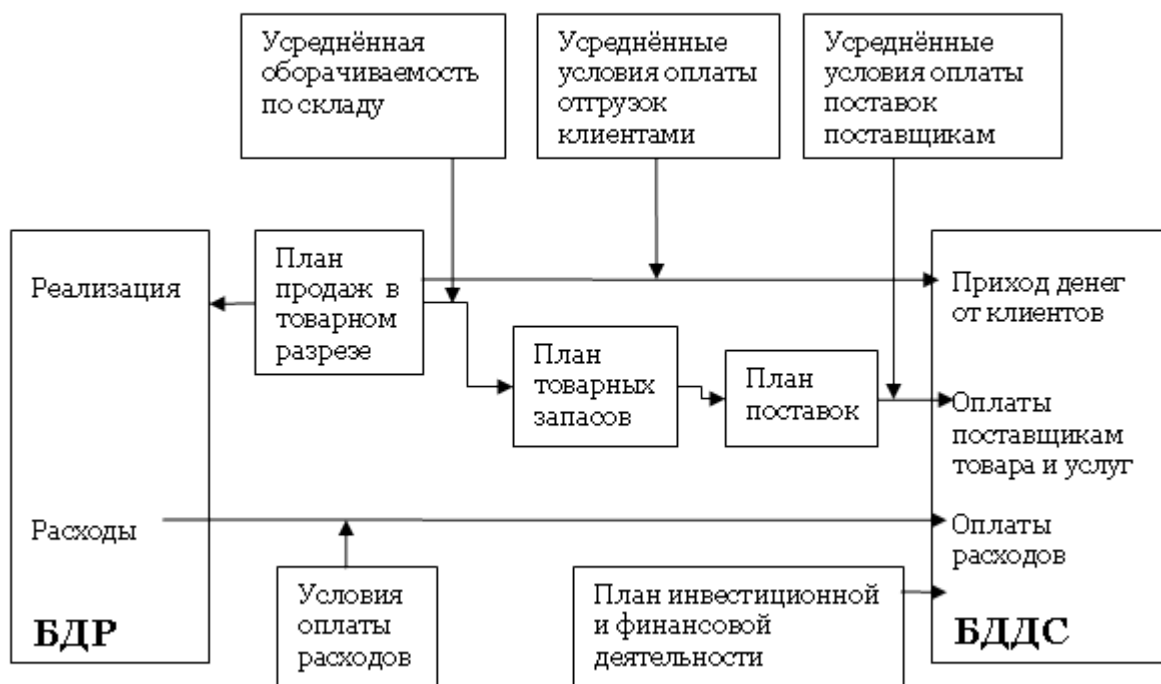 Усреднённая
оборачиваемость
по складу
Усреднённые
условия оплаты
отгрузок
клиентами
Усреднённые
условия оплаты
поставок
поставщикам
Реализация
План
продаж в
товарном
разрезе
Приход денег
от клиентов
План
товарных
запасов
План
поставок
Оплаты
поставщикам
товара и услуг
Расходы
Оплаты
расходов
БДР
Условия
оплаты
расходов
План инвестиционной
и финансовой
деятельности
БДДС